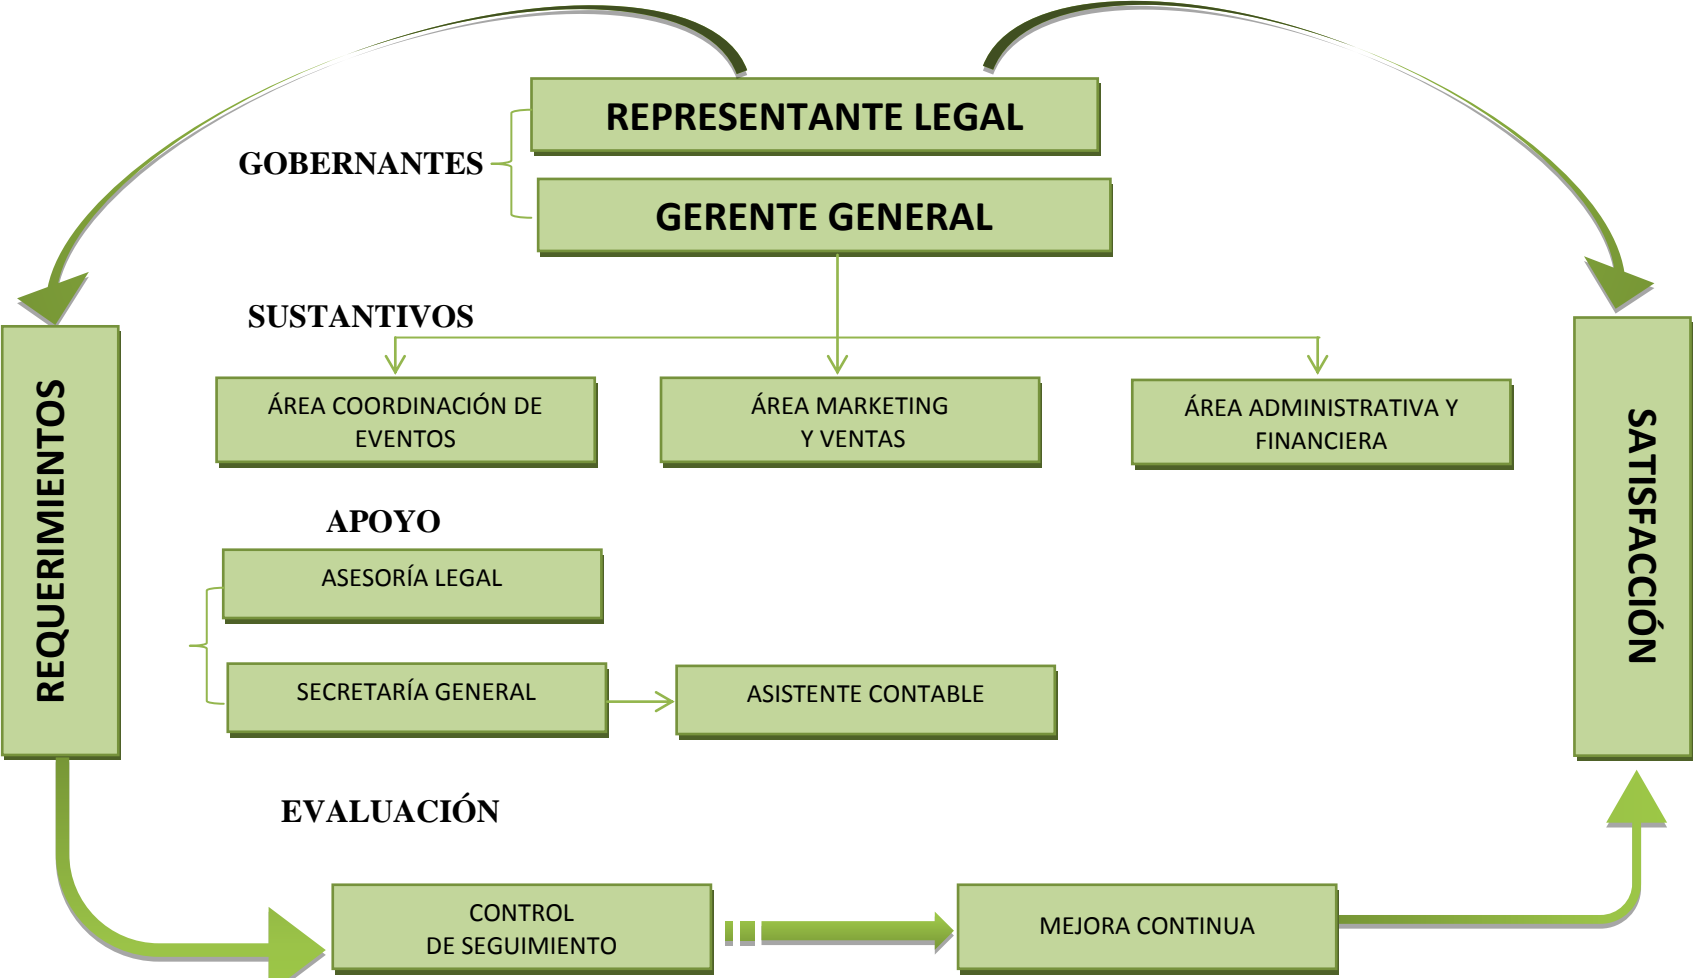 REPRESENTANTE LEGAL
GOBERNANTES
GERENTE GENERAL
SUSTANTIVOS
REQUERIMIENTOS
ÁREA COORDINACIÓN DE
EVENTOS
ÁREA MARKETING
Y VENTAS
ÁREA ADMINISTRATIVA Y
FINANCIERA
SATISFACCIÓN
APOYO
ASESORÍA LEGAL
SECRETARÍA GENERAL
ASISTENTE CONTABLE
EVALUACIÓN
CONTROL
DE SEGUIMIENTO
MEJORA CONTINUA